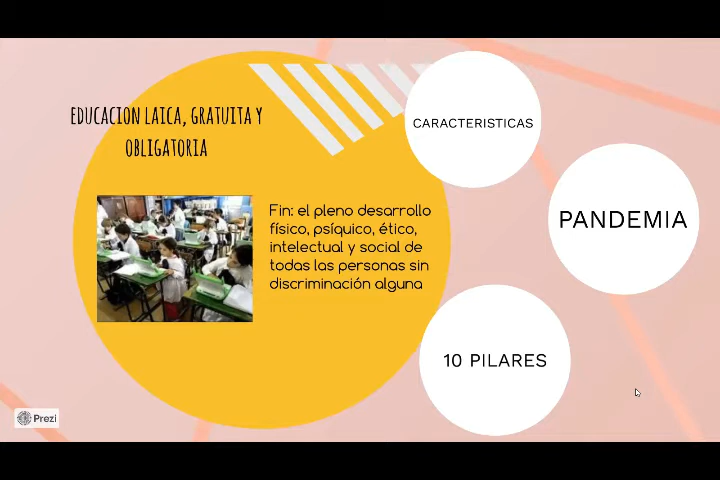 EDUCACION LAICA, GRATUITA Y
OBLIGATORIA
Fin: el pleno desarrollo
físico, psíquico, ético,
intelectual y social de
todas las personas sin
discriminación alguna
CARACTERISTICAS
PANDEMIA
10 PILARES
Prezi